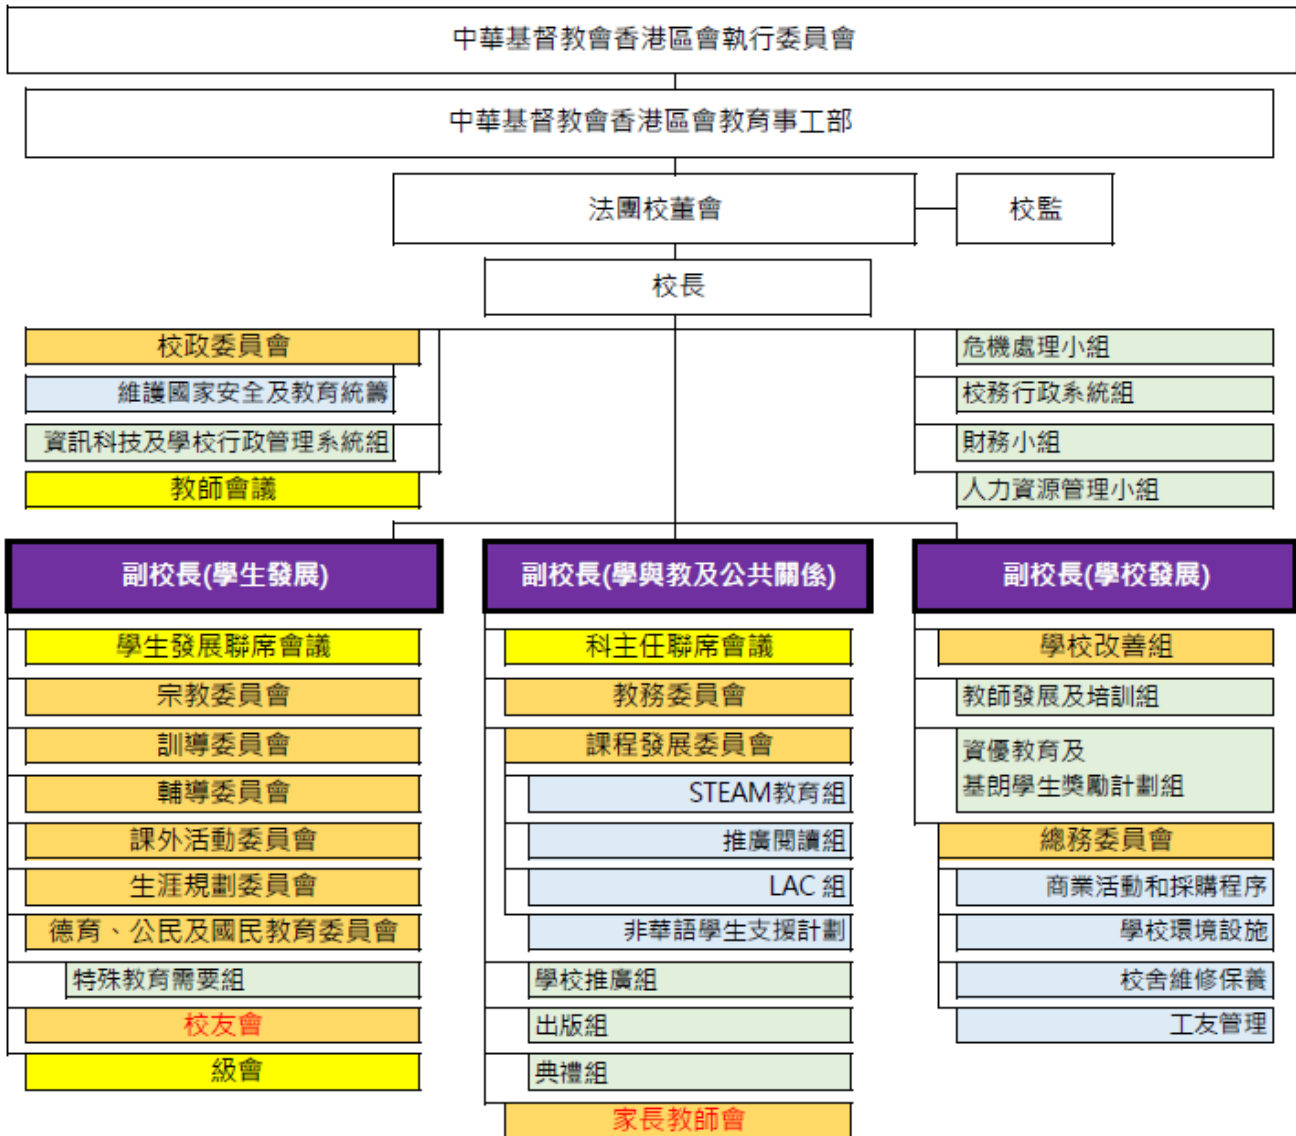 中華基督教會香港區會執行委員會
中華基督教會香港區會教育事工部
法團校董會
校監
校長
校政委員會
維護國家安全及教育統籌
資訊科技及學校行政管理系統組
教師會議
危機處理小組
校務行政系統組
財務小組
人力資源管理小組
副校長(學生發展)
學生發展聯席會議
宗教委員會
訓導委員會
輔導委員會
課外活動委員會
生涯規劃委員會
德育、公民及國民教育委員會
特殊教育需要組
校友會
級會
副校長(學與教及公共關係)
科主任聯席會議
教務委員會
課程發展委員會
STEAM教育組
推廣閱讀組
LAC 組
非華語學生支援計劃
學校推廣組
出版組
典禮組
家長教師會
副校長(學校發展)
學校改善組
教師發展及培訓組
資優教育及
基朗學生獎勵計劃組
總務委員會
商業活動和採購程序
學校環境設施
校舍維修保養
工友管理